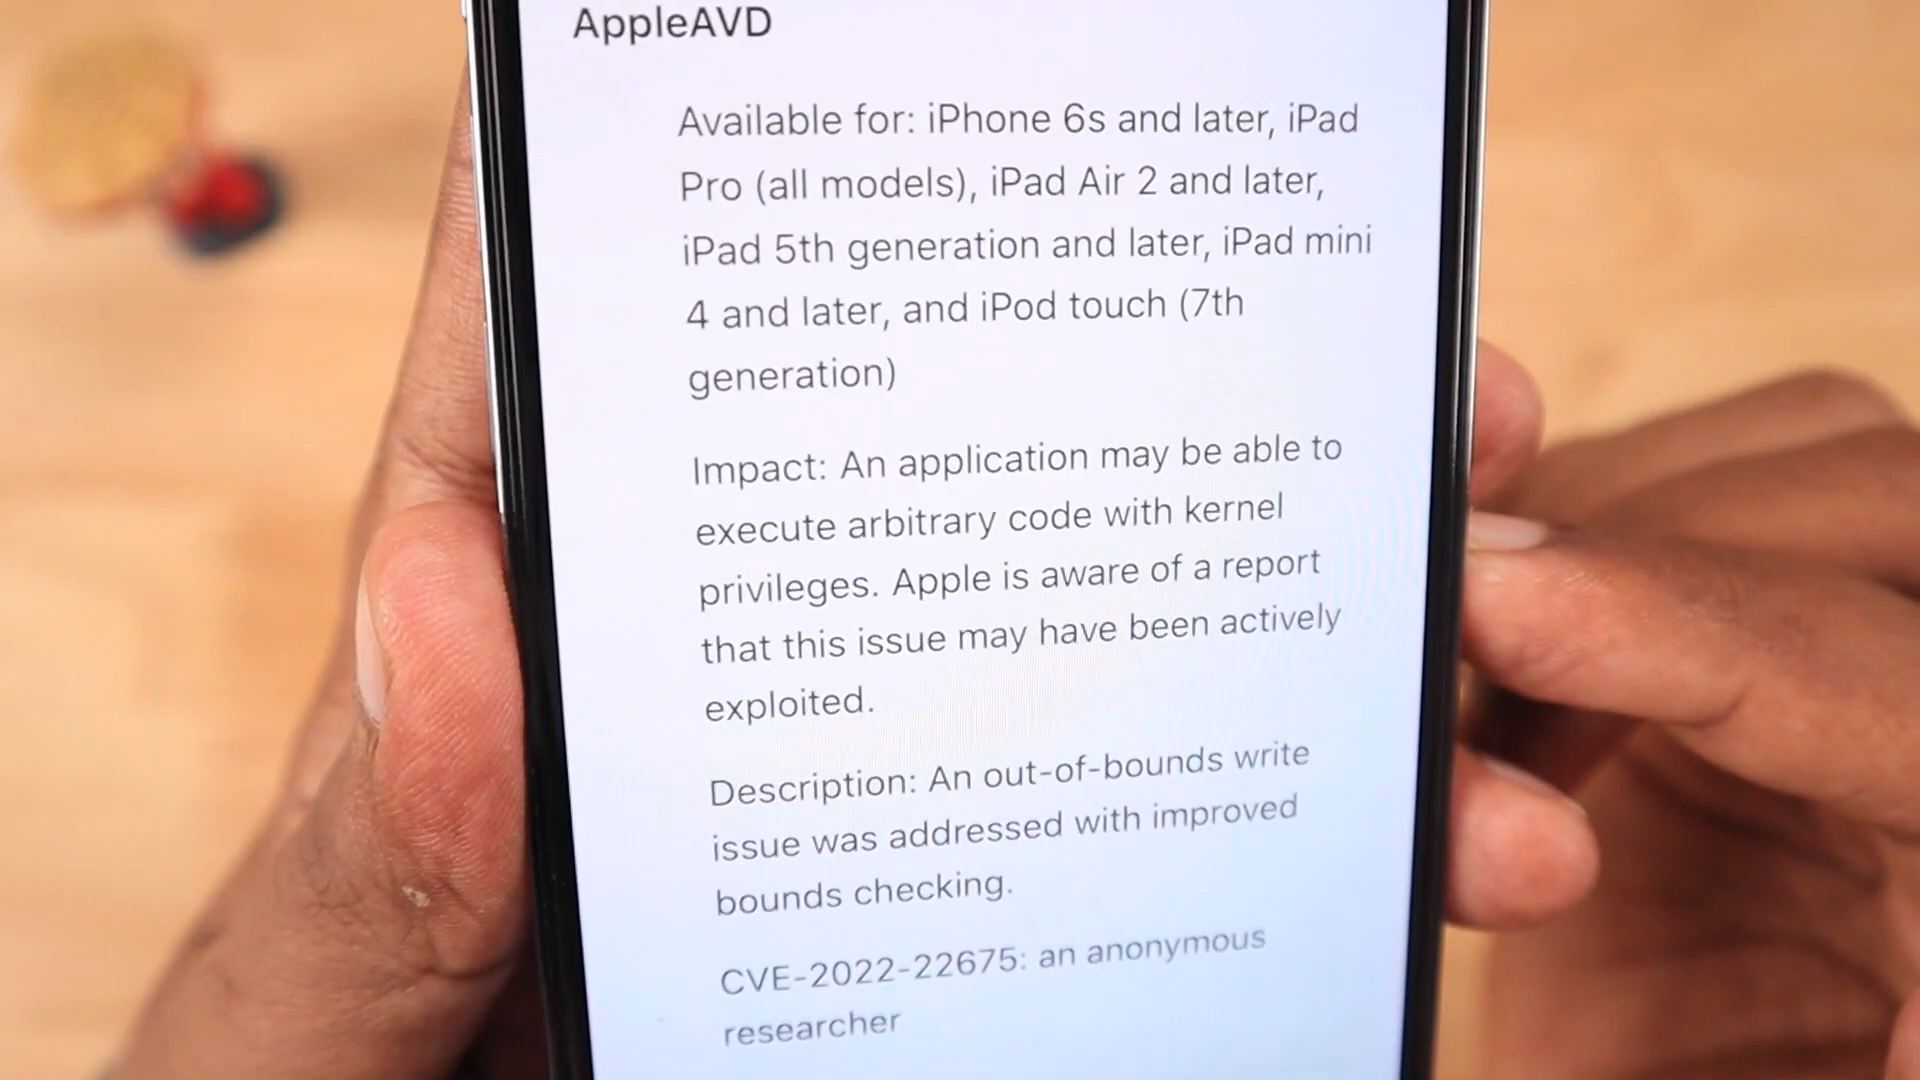 AppleAVD
Available for: iPhone 6s and later, iPad
Pro (all models), iPad Air 2 and later,
iPad 5th generation and later, iPad mini
4 and later, and iPod touch (7th
generation)
Impact: An application may be able to
execute arbitrary code with kernel
privileges. Apple is aware of a report
that this issue may have been actively
exploited.
Description: An out-of-bounds write
issue was addressed with improved
bounds checking.
CVE-2022-22675: an anonymous
researcher